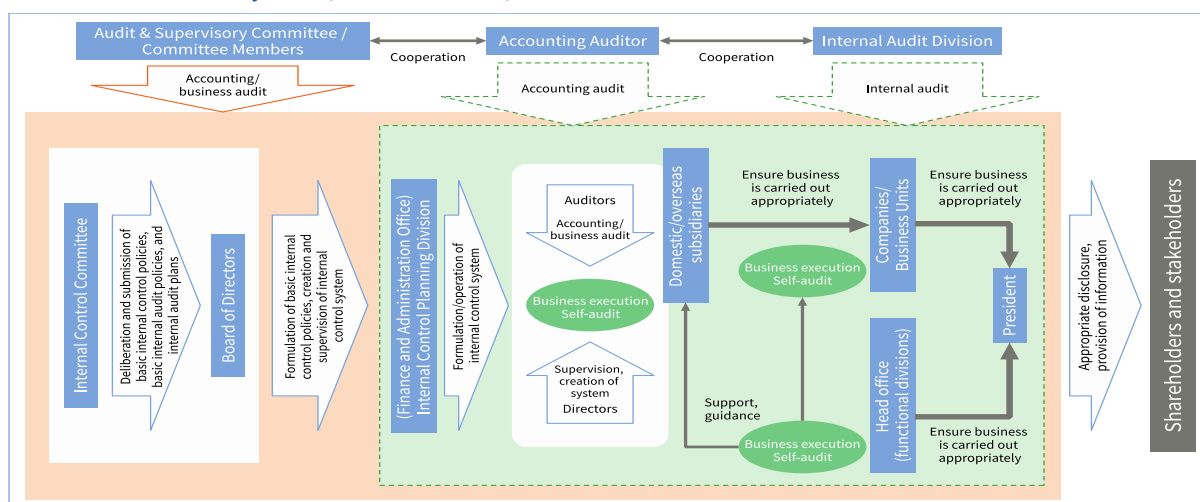 Audit & Supervisory Committee /
Committee Members
Accounting Auditor
Internal Audit Division
Cooperation
Cooperation
Accounting/
business audit
Accounting audit
Internal audit
Internal Control Committee
Deliberation and submission of
basic internal control policies,
basic internal audit policies, and
internal audit plans
Board of Directors
Formulation of basic internal
control policies, creation and
supervision of internal
control system
(Finance and Administration Office)
Internal Control Planning Division
Formulation/operation of
internal control system
Auditors
Accounting/
business audit
Business execution
Self-audit
Supervision,
creation of
system
Directors
Domestic/overseas
subsidiaries
Ensure business
is carried out
appropriately
Business execution
Self-audit
Support,
guidance
Business execution
Self-audit
Companies/
Business Units
Head office
(functional divisions)
Ensure business
is carried out
appropriately
President
Ensure business
is carried out
appropriately
Appropriate disclosure,
provision of information
Shareholders and stakeholders